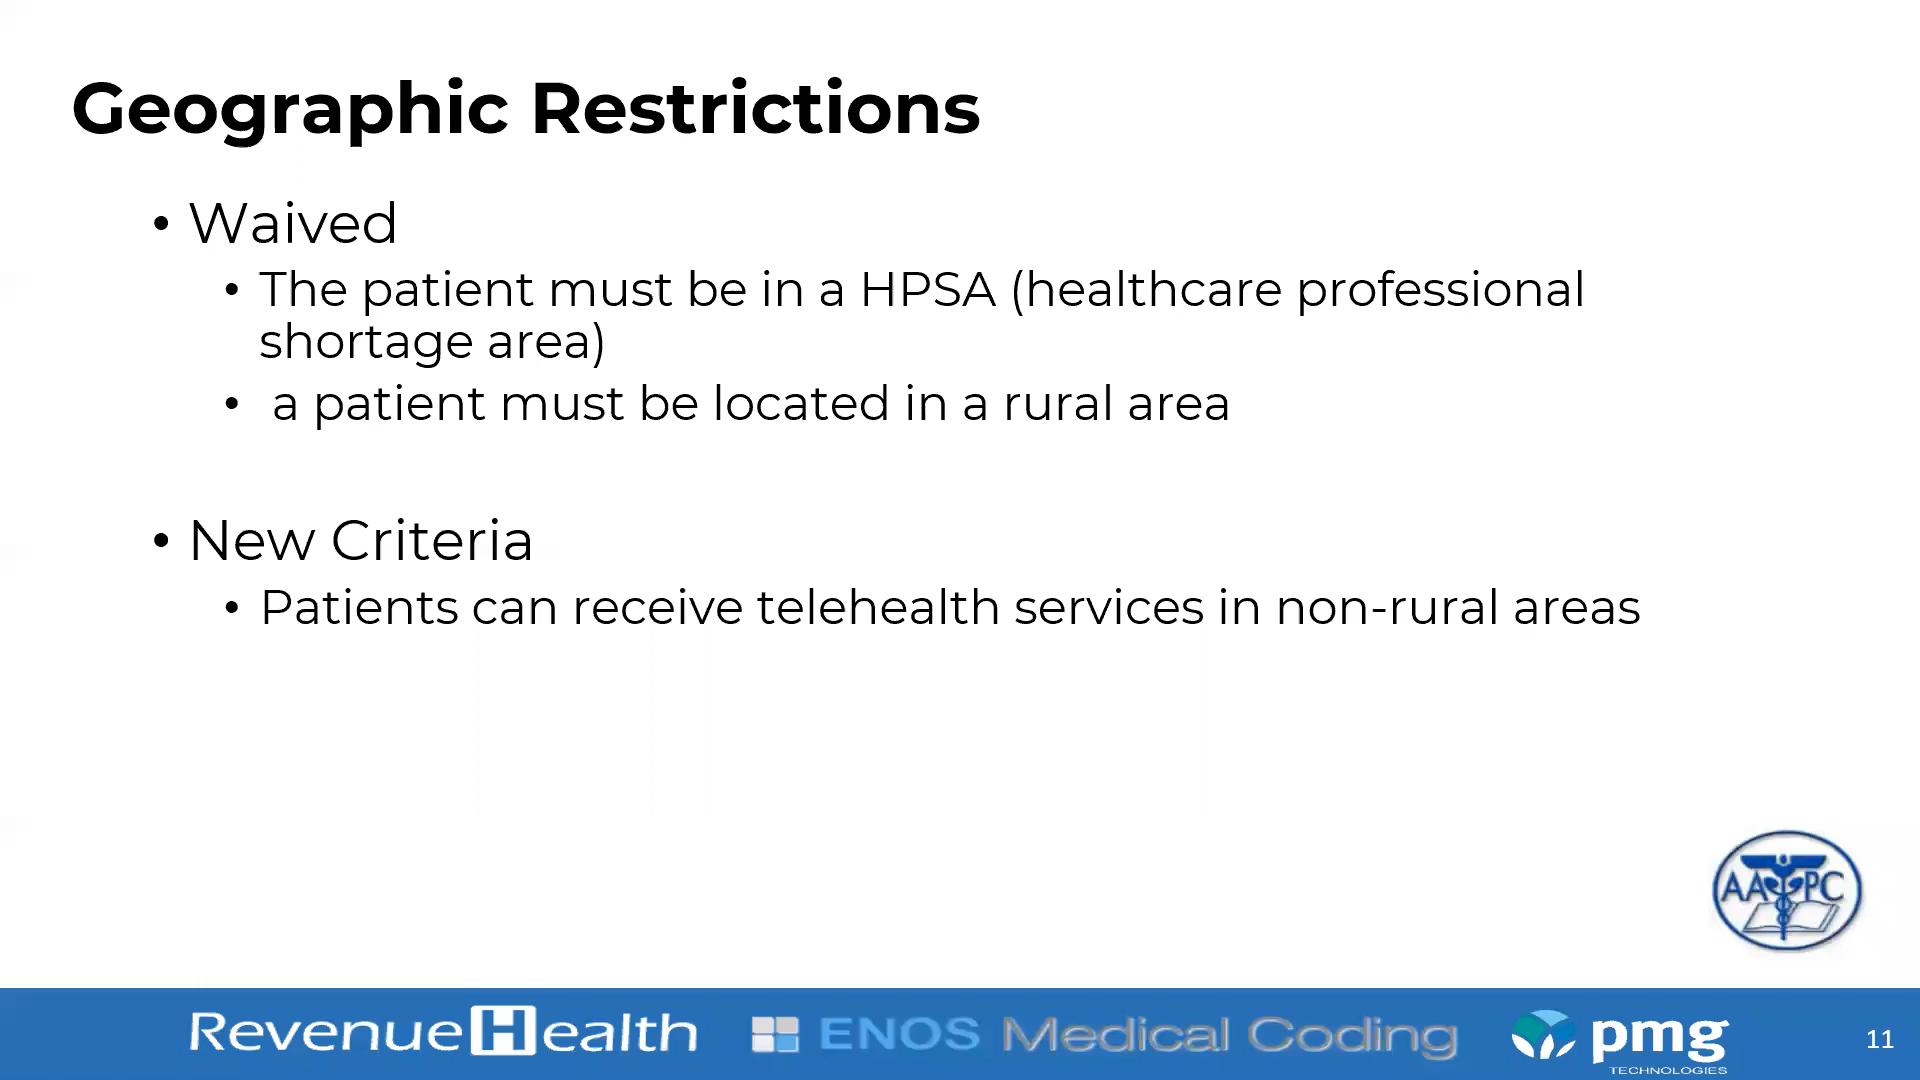 Geographic Restrictions
• Waived
• The patient must be in a HPSA (healthcare professional
shortage area)
• a patient must be located in a rural area
• New Criteria
• Patients can receive telehealth services in non-rural areas
AAPC
RevenueHealth
ENOS Medical Coding
pmg
TECHNOLOGIES
11